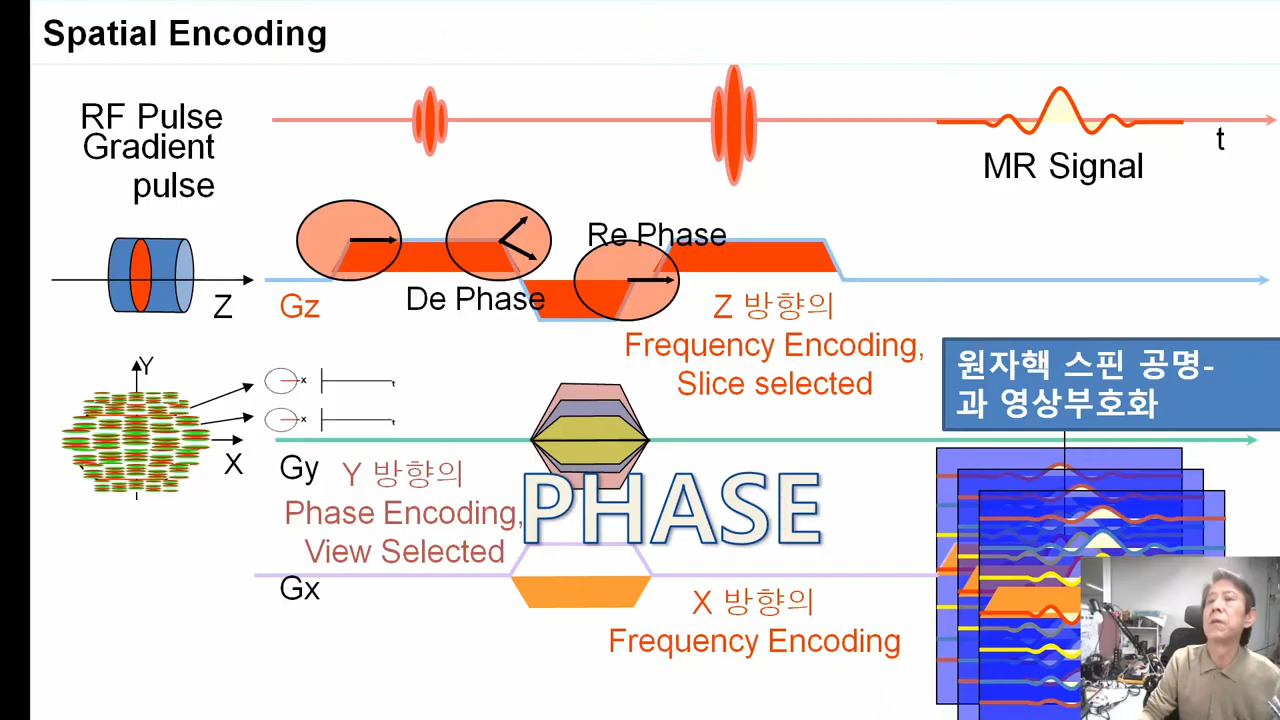 Spatial Encoding
RF Pulse
Gradient
pulse
t
MR Signal
Re Phase
De Phase
Z
Gz
Z 방향의
Frequency Encoding,
Slice selected
원자핵 스핀 공명-
과 영상부호화
Y
x
t
x
t
X
Gy
Y 방향의
Phase Encoding,
View Selected
PHASE
Gx
X 방향의
Frequency Encoding